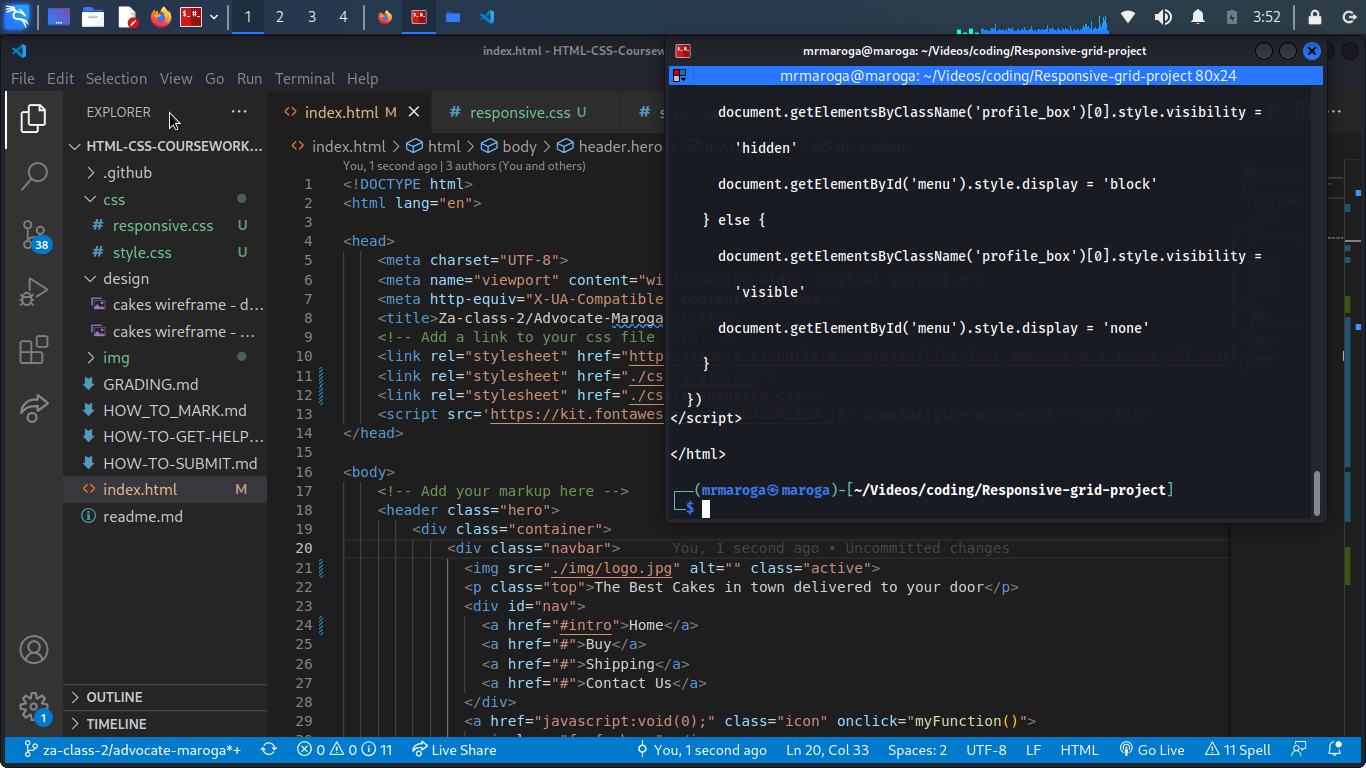 1 2 3 4
3:52
index.html - HTML-CSS-Coursew
File Edit Selection View Go Run Terminal Help
EXPLORER
HTML-CSS-COURSEWORK...
.github
css
responsive.css U
style.css U
design
cakes wireframe - d...
cakes wireframe - ...
img
GRADING.md
HOW_TO_MARK.md
HOW-TO-GET-HELP...
HOW-TO-SUBMIT.md
index.html M
readme.md
OUTLINE
TIMELINE
38
1
index.html M
responsive.css U
index.html > html > body > header.hero
You, 1 second ago | 3 authors (You and others)
1 <!DOCTYPE html>
2 <html lang="en">
3
4 <head>
5 <meta charset="UTF-8">
6 <meta name="viewport" content="width=device-width, initial-scale=1.0">
7 <meta http-equiv="X-UA-Compatible
8 <title>Za-class-2/Advocate-Maroga
9 <!-- Add a link to your css file
10 <link rel="stylesheet" href="http
11 <link rel="stylesheet" href="./css/style.css">
12 <link rel="stylesheet" href="./css
13 <script src='https://kit.fontawes
14 </head>
15
16 <body>
17 <!-- Add your markup here -->
18 <header class="hero">
19 <div class="container">
20 <div class="navbar"> You, 1 second ago • Uncommitted changes
21 <img src="./img/logo.jpg" alt="" class="active">
22 <p class="top">The Best Cakes in town delivered to your door</p>
23 <div id="nav">
24 <a href="#intro">Home</a>
25 <a href="#">Buy</a>
26 <a href="#">Shipping</a>
27 <a href="#">Contact Us</a>
28 </div>
29 <a href="javascript:void(0);" class="icon" onclick="myFunction()">
mrmaroga@maroga: ~/Videos/coding/Responsive-grid-project
mrmaroga@maroga: ~/Videos/coding/Responsive-grid-project 80x24
document.getElementsByClassName('profile_box')[0].style.visibility =
'hidden'
document.getElementById('menu').style.display = 'block'
} else {
document.getElementsByClassName('profile_box')[0].style.visibility =
'visible'
document.getElementById('menu').style.display = 'none'
}
})
</script>
</html>
┌──(mrmaroga㉿maroga)-[~/Videos/coding/Responsive-grid-project]
└─$
za-class-2/advocate-maroga*+ 0 0 11 Live Share You, 1 second ago Ln 20, Col 33 Spaces: 2 UTF-8 LF HTML Go Live 11 Spell